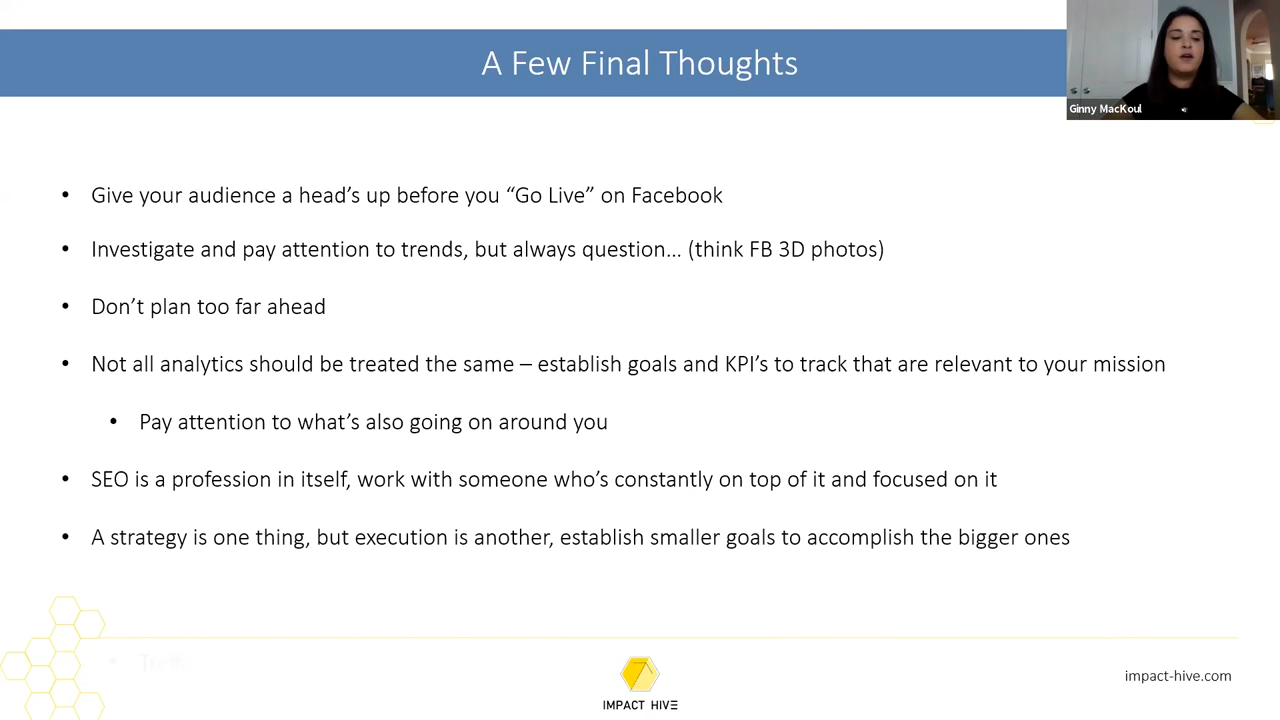 A Few Final Thoughts
Ginny MacKoul
• Give your audience a head’s up before you “Go Live” on Facebook
• Investigate and pay attention to trends, but always question… (think FB 3D photos)
• Don’t plan too far ahead
• Not all analytics should be treated the same – establish goals and KPI’s to track that are relevant to your mission
• Pay attention to what’s also going on around you
• SEO is a profession in itself, work with someone who’s constantly on top of it and focused on it
• A strategy is one thing, but execution is another, establish smaller goals to accomplish the bigger ones
IMPACT HIVE
impact-hive.com